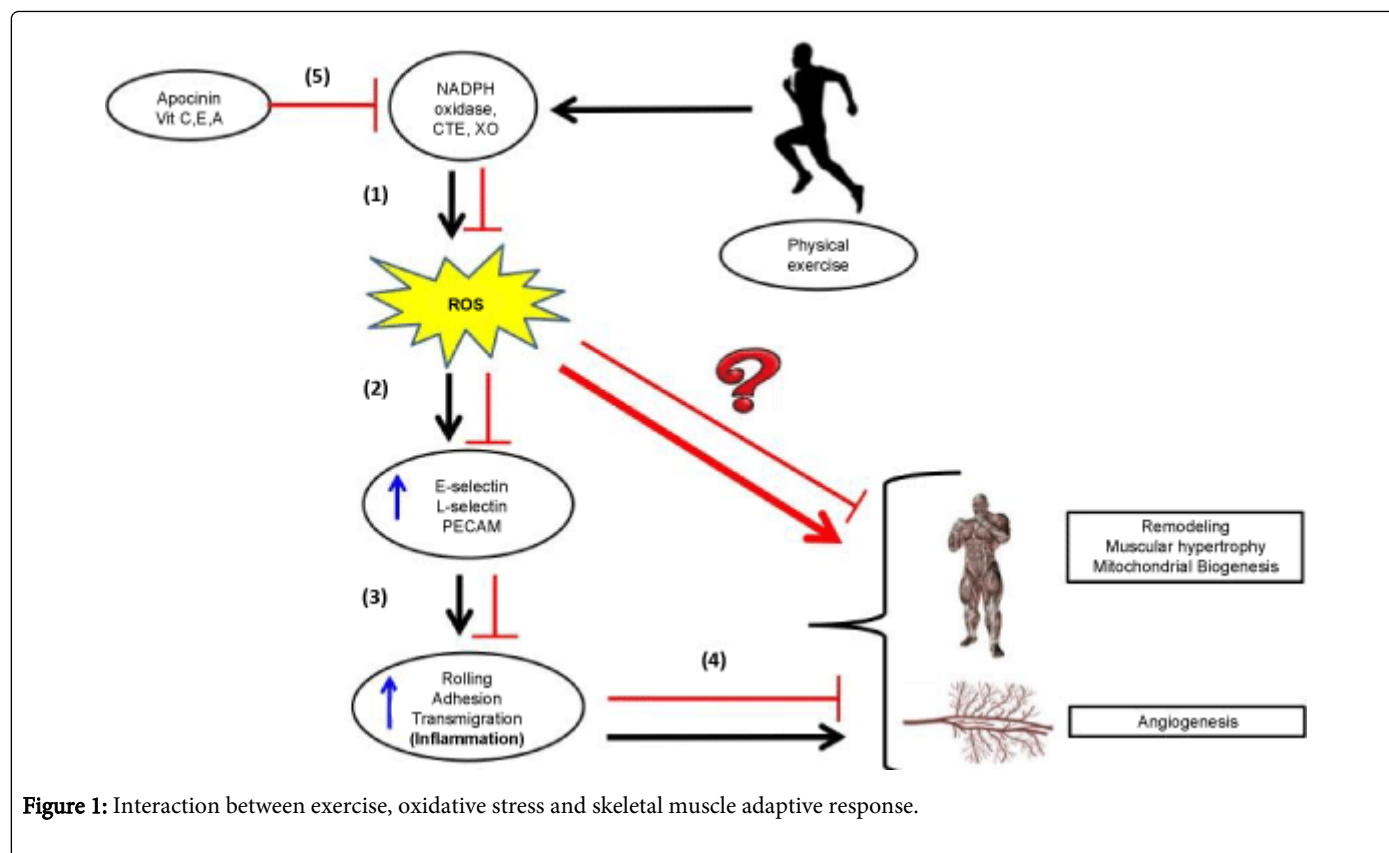 (5)
Apocinin
Vit C,E,A
NADPH
oxidase,
CTE, XO
Physical
exercise
(1)
ROS
(2)
?
E-selectin
L-selectin
PECAM
Remodeling
Muscular hypertrophy
Mitochondrial Biogenesis
(3)
Rolling
Adhesion
Transmigration
(Inflammation)
(4)
Angiogenesis
Figure 1: Interaction between exercise, oxidative stress and skeletal muscle adaptive response.